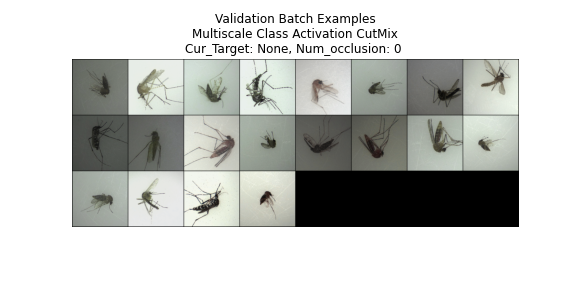 Validation Batch Examples
Multiscale Class Activation CutMix
Cur_Target: None, Num_occlusion: 0